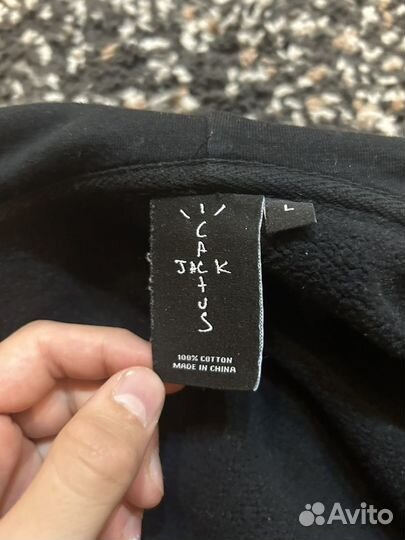 CACTUS
JACK
L
100% COTTON
MADE IN CHINA
Avito